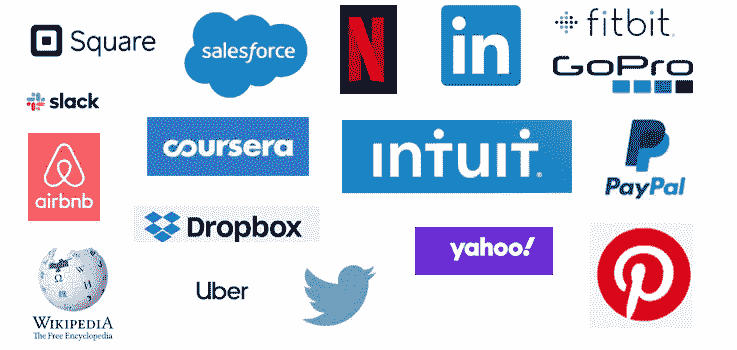 Square
salesforce
N
in
fitbit
GoPro
slack
airbnb
coursera
intuit
PayPal
Dropbox
yahoo!
Uber
WIKIPEDIA
The Free Encyclopedia